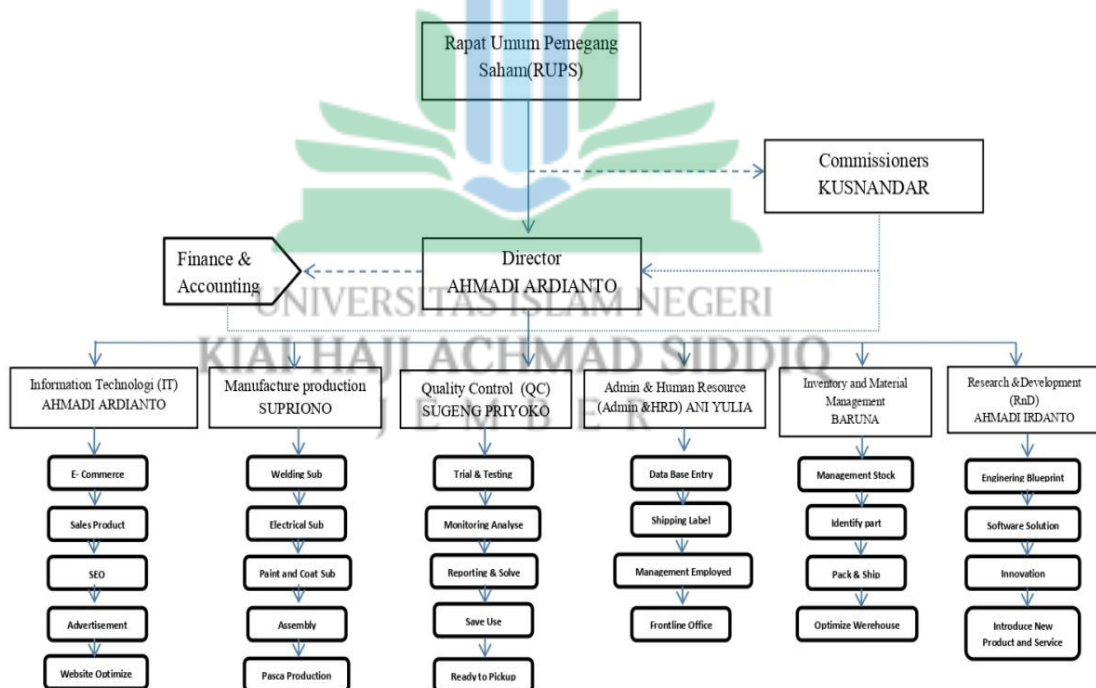 Rapat Umum Pemegang
Saham(RUPS)
Commissioners
KUSNANDAR
Finance &
Accounting
Director
AHMADI ARDIANTO
UNIVERSITAS ISLAM NEGERI
KIAI HAJI ACHMAD SIDDIQ
J E M B E R
Information Technologi (IT)
AHMADI ARDIANTO
Manufacture production
SUPRIONO
Quality Control (QC)
SUGENG PRIYOKO
Admin & Human Resource
(Admin &HRD) ANI YULIA
Inventory and Material
Management
BARUNA
Research &Development
(RnD)
AHMADI IRDANTO
E- Commerce
Sales Product
SEO
Advertisement
Website Optimize
Welding Sub
Electrical Sub
Paint and Coat Sub
Assembly
Pasca Production
Trial & Testing
Monitoring Analyse
Reporting & Solve
Save Use
Ready to Pickup
Data Base Entry
Shipping Label
Management Employed
Frontline Office
Management Stock
Identify part
Pack & Ship
Optimize Werehouse
Enginering Blueprint
Software Solution
Innovation
Introduce New
Product and Service